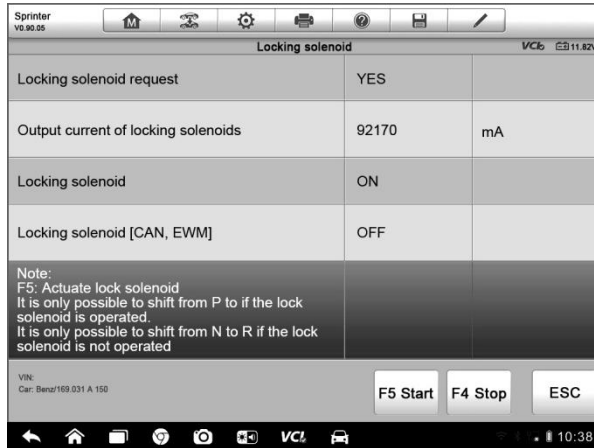 Sprinter
V0.90.05
Locking solenoid
VCI 11.82V
Locking solenoid request YES
Output current of locking solenoids 92170 mA
Locking solenoid ON
Locking solenoid [CAN, EWM] OFF
Note:
F5: Actuate lock solenoid
It is only possible to shift from P to if the lock
solenoid is operated.
It is only possible to shift from N to R if the lock
solenoid is not operated
VIN:
Car: Benz/169.031 A 150
F5 Start F4 Stop ESC
VCI 10:38